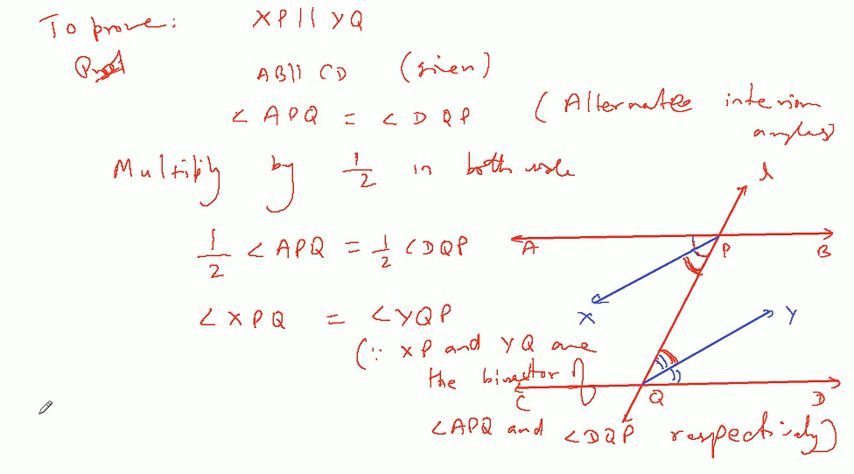 To prove: XP || YQ
Proof AB || CD (given)
∠APQ = ∠DQP (Alternate interior angles)
Multiply by 1/2 in both side
1/2 ∠APQ = 1/2 ∠DQP
∠XPQ = ∠YQP
(∵ XP and YQ are
the bisector of
∠APQ and ∠DQP respectively)
A P B
X Y
C Q D